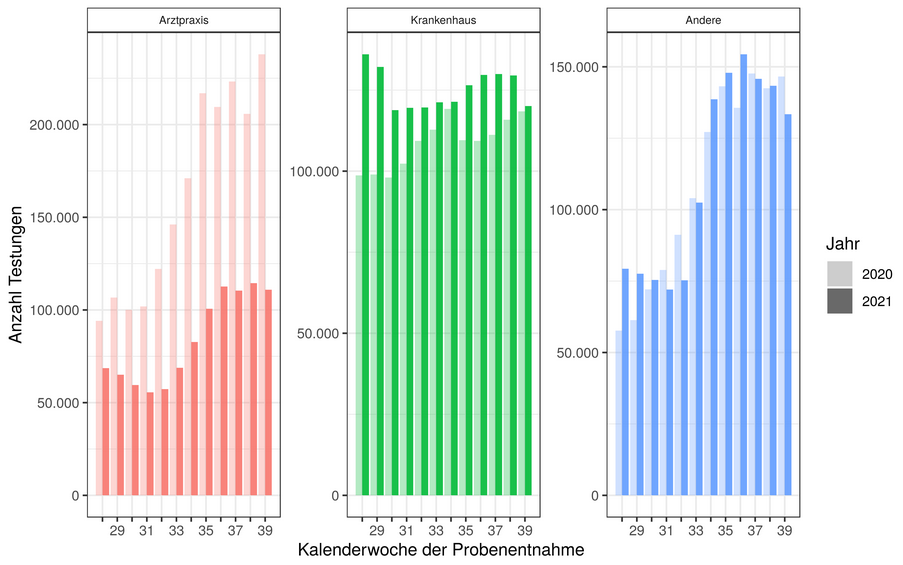 Arztpraxis
Krankenhaus
Andere
Anzahl Testungen
200.000
150.000
100.000
50.000
0
100.000
50.000
0
150.000
100.000
50.000
0
29 31 33 35 37 39
29 31 33 35 37 39
29 31 33 35 37 39
Kalenderwoche der Probenentnahme
Jahr
2020
2021